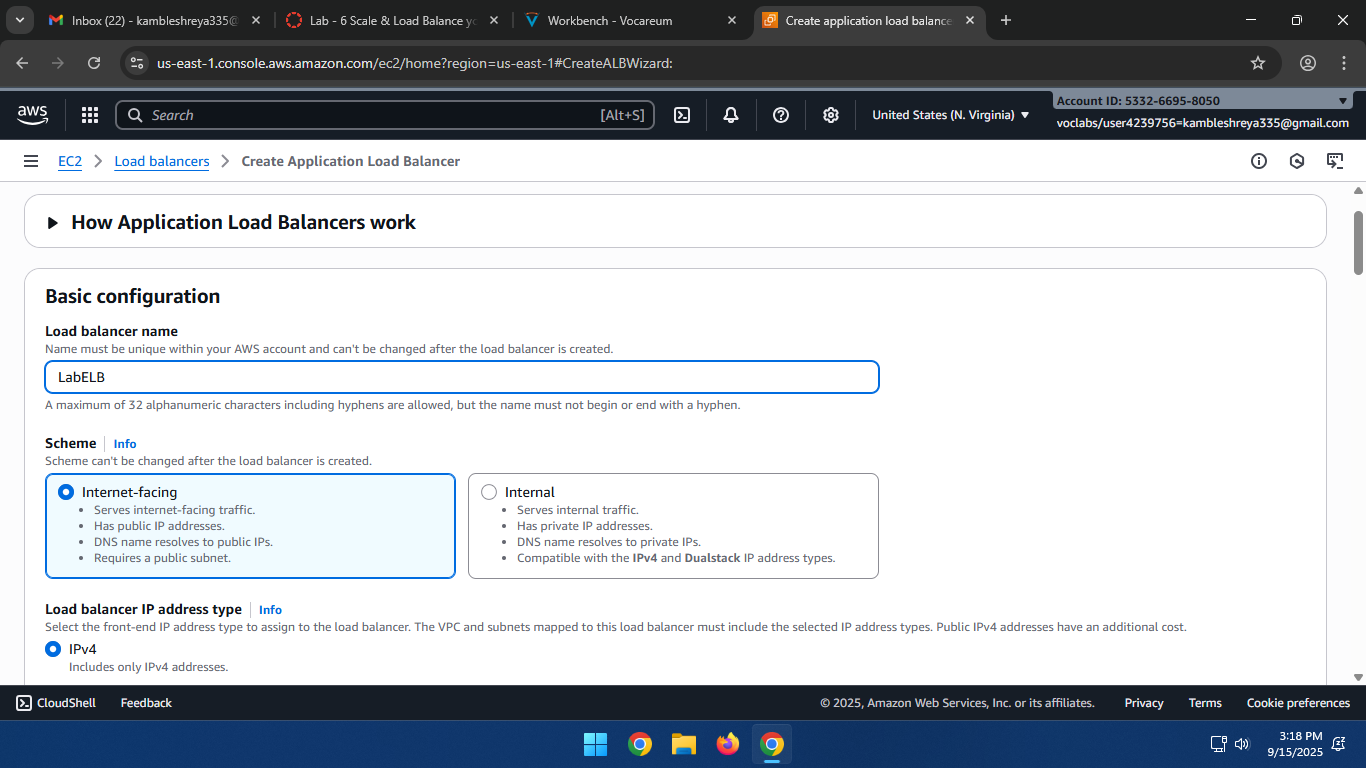 Inbox (22) - kambleshreya335@
Lab - 6 Scale & Load Balance yo
Workbench - Vocareum
Create application load balance
us-east-1.console.aws.amazon.com/ec2/home?region=us-east-1#CreateALBWizard:
aws
Search
[Alt+S]
United States (N. Virginia)
Account ID: 5332-6695-8050
voclabs/user4239756=kambleshreya335@gmail.com
EC2
Load balancers
Create Application Load Balancer
How Application Load Balancers work
Basic configuration
Load balancer name
Name must be unique within your AWS account and can't be changed after the load balancer is created.
LabELB
A maximum of 32 alphanumeric characters including hyphens are allowed, but the name must not begin or end with a hyphen.
Scheme
Info
Scheme can't be changed after the load balancer is created.
Internet-facing
• Serves internet-facing traffic.
• Has public IP addresses.
• DNS name resolves to public IPs.
• Requires a public subnet.
Internal
• Serves internal traffic.
• Has private IP addresses.
• DNS name resolves to private IPs.
• Compatible with the IPv4 and Dualstack IP address types.
Load balancer IP address type
Info
Select the front-end IP address type to assign to the load balancer. The VPC and subnets mapped to this load balancer must include the selected IP address types. Public IPv4 addresses have an additional cost.
IPv4
Includes only IPv4 addresses.
CloudShell
Feedback
© 2025, Amazon Web Services, Inc. or its affiliates.
Privacy
Terms
Cookie preferences
3:18 PM
9/15/2025